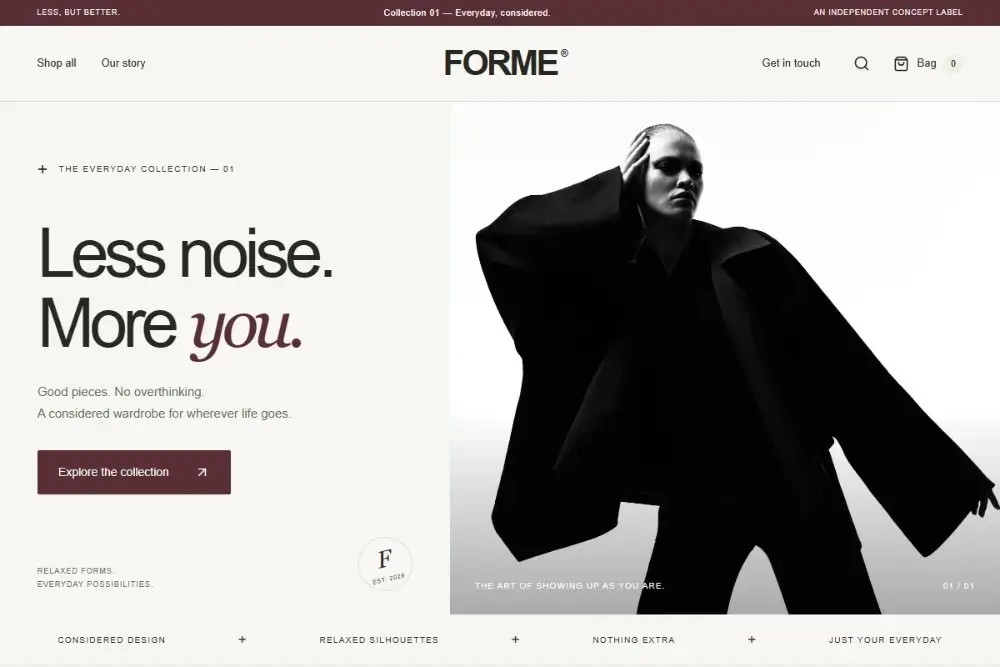 LESS, BUT BETTER.
Collection 01 — Everyday, considered.
AN INDEPENDENT CONCEPT LABEL
Shop all
Our story
FORME®
Get in touch
Bag
0
+ THE EVERYDAY COLLECTION — 01
Less noise.
More you.
Good pieces. No overthinking.
A considered wardrobe for wherever life goes.
Explore the collection
RELAXED FORMS.
EVERYDAY POSSIBILITIES.
F
EST. 2026
THE ART OF SHOWING UP AS YOU ARE.
01 / 01
CONSIDERED DESIGN + RELAXED SILHOUETTES + NOTHING EXTRA + JUST YOUR EVERYDAY